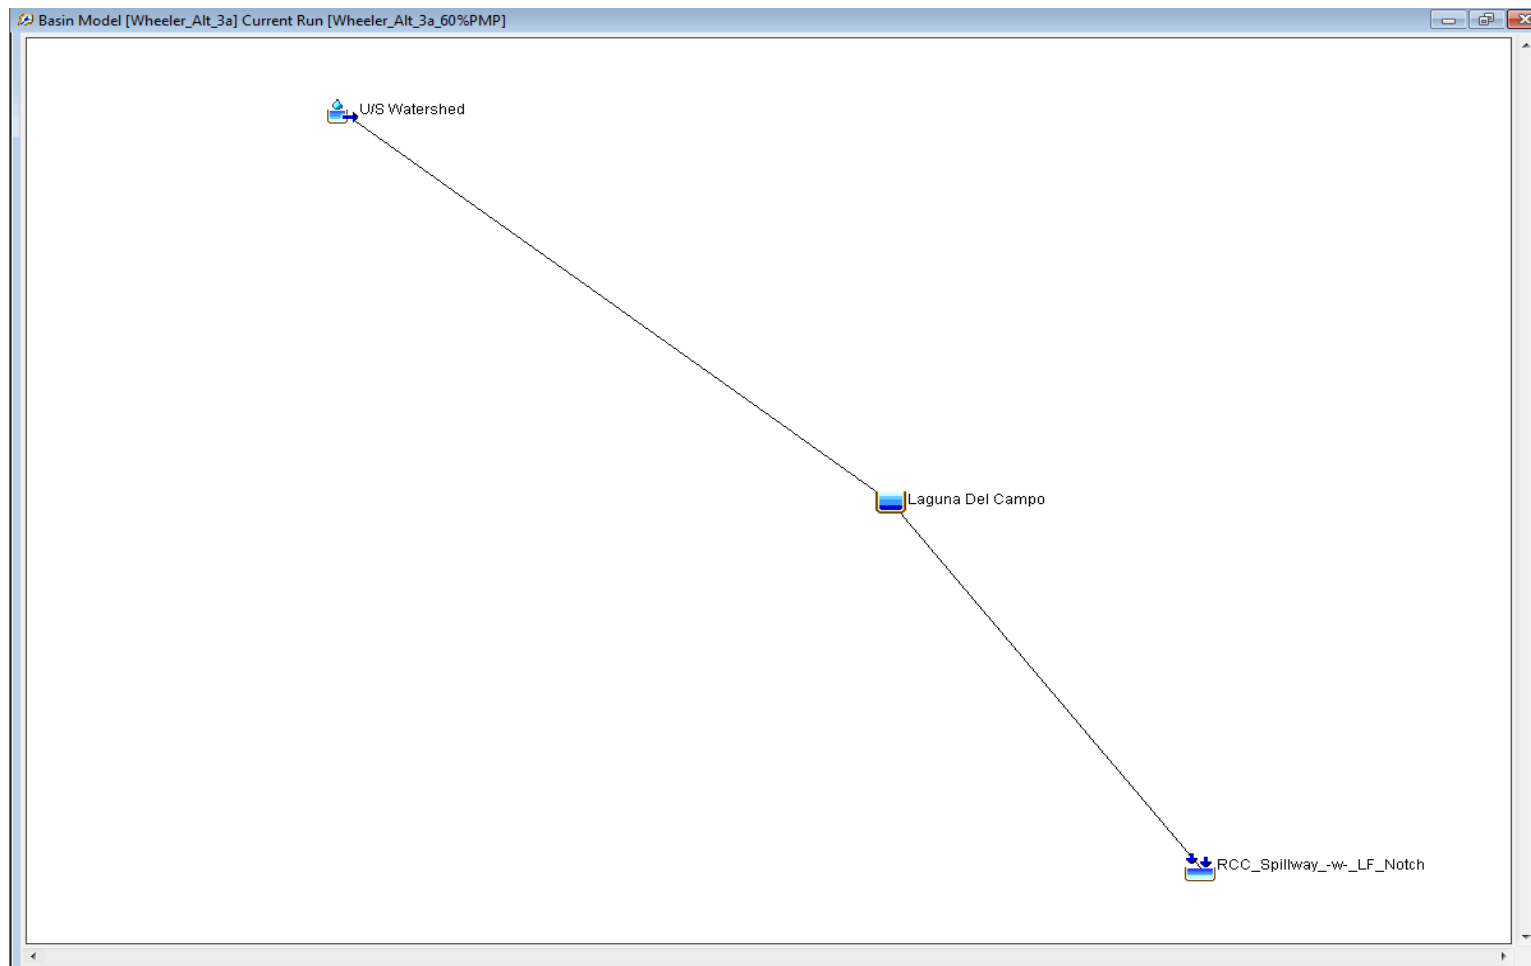 Basin Model [Wheeler_Alt_3a] Current Run [Wheeler_Alt_3a_60%PMP]
U/S Watershed
Laguna Del Campo
RCC_Spillway_-w-_LF_Notch